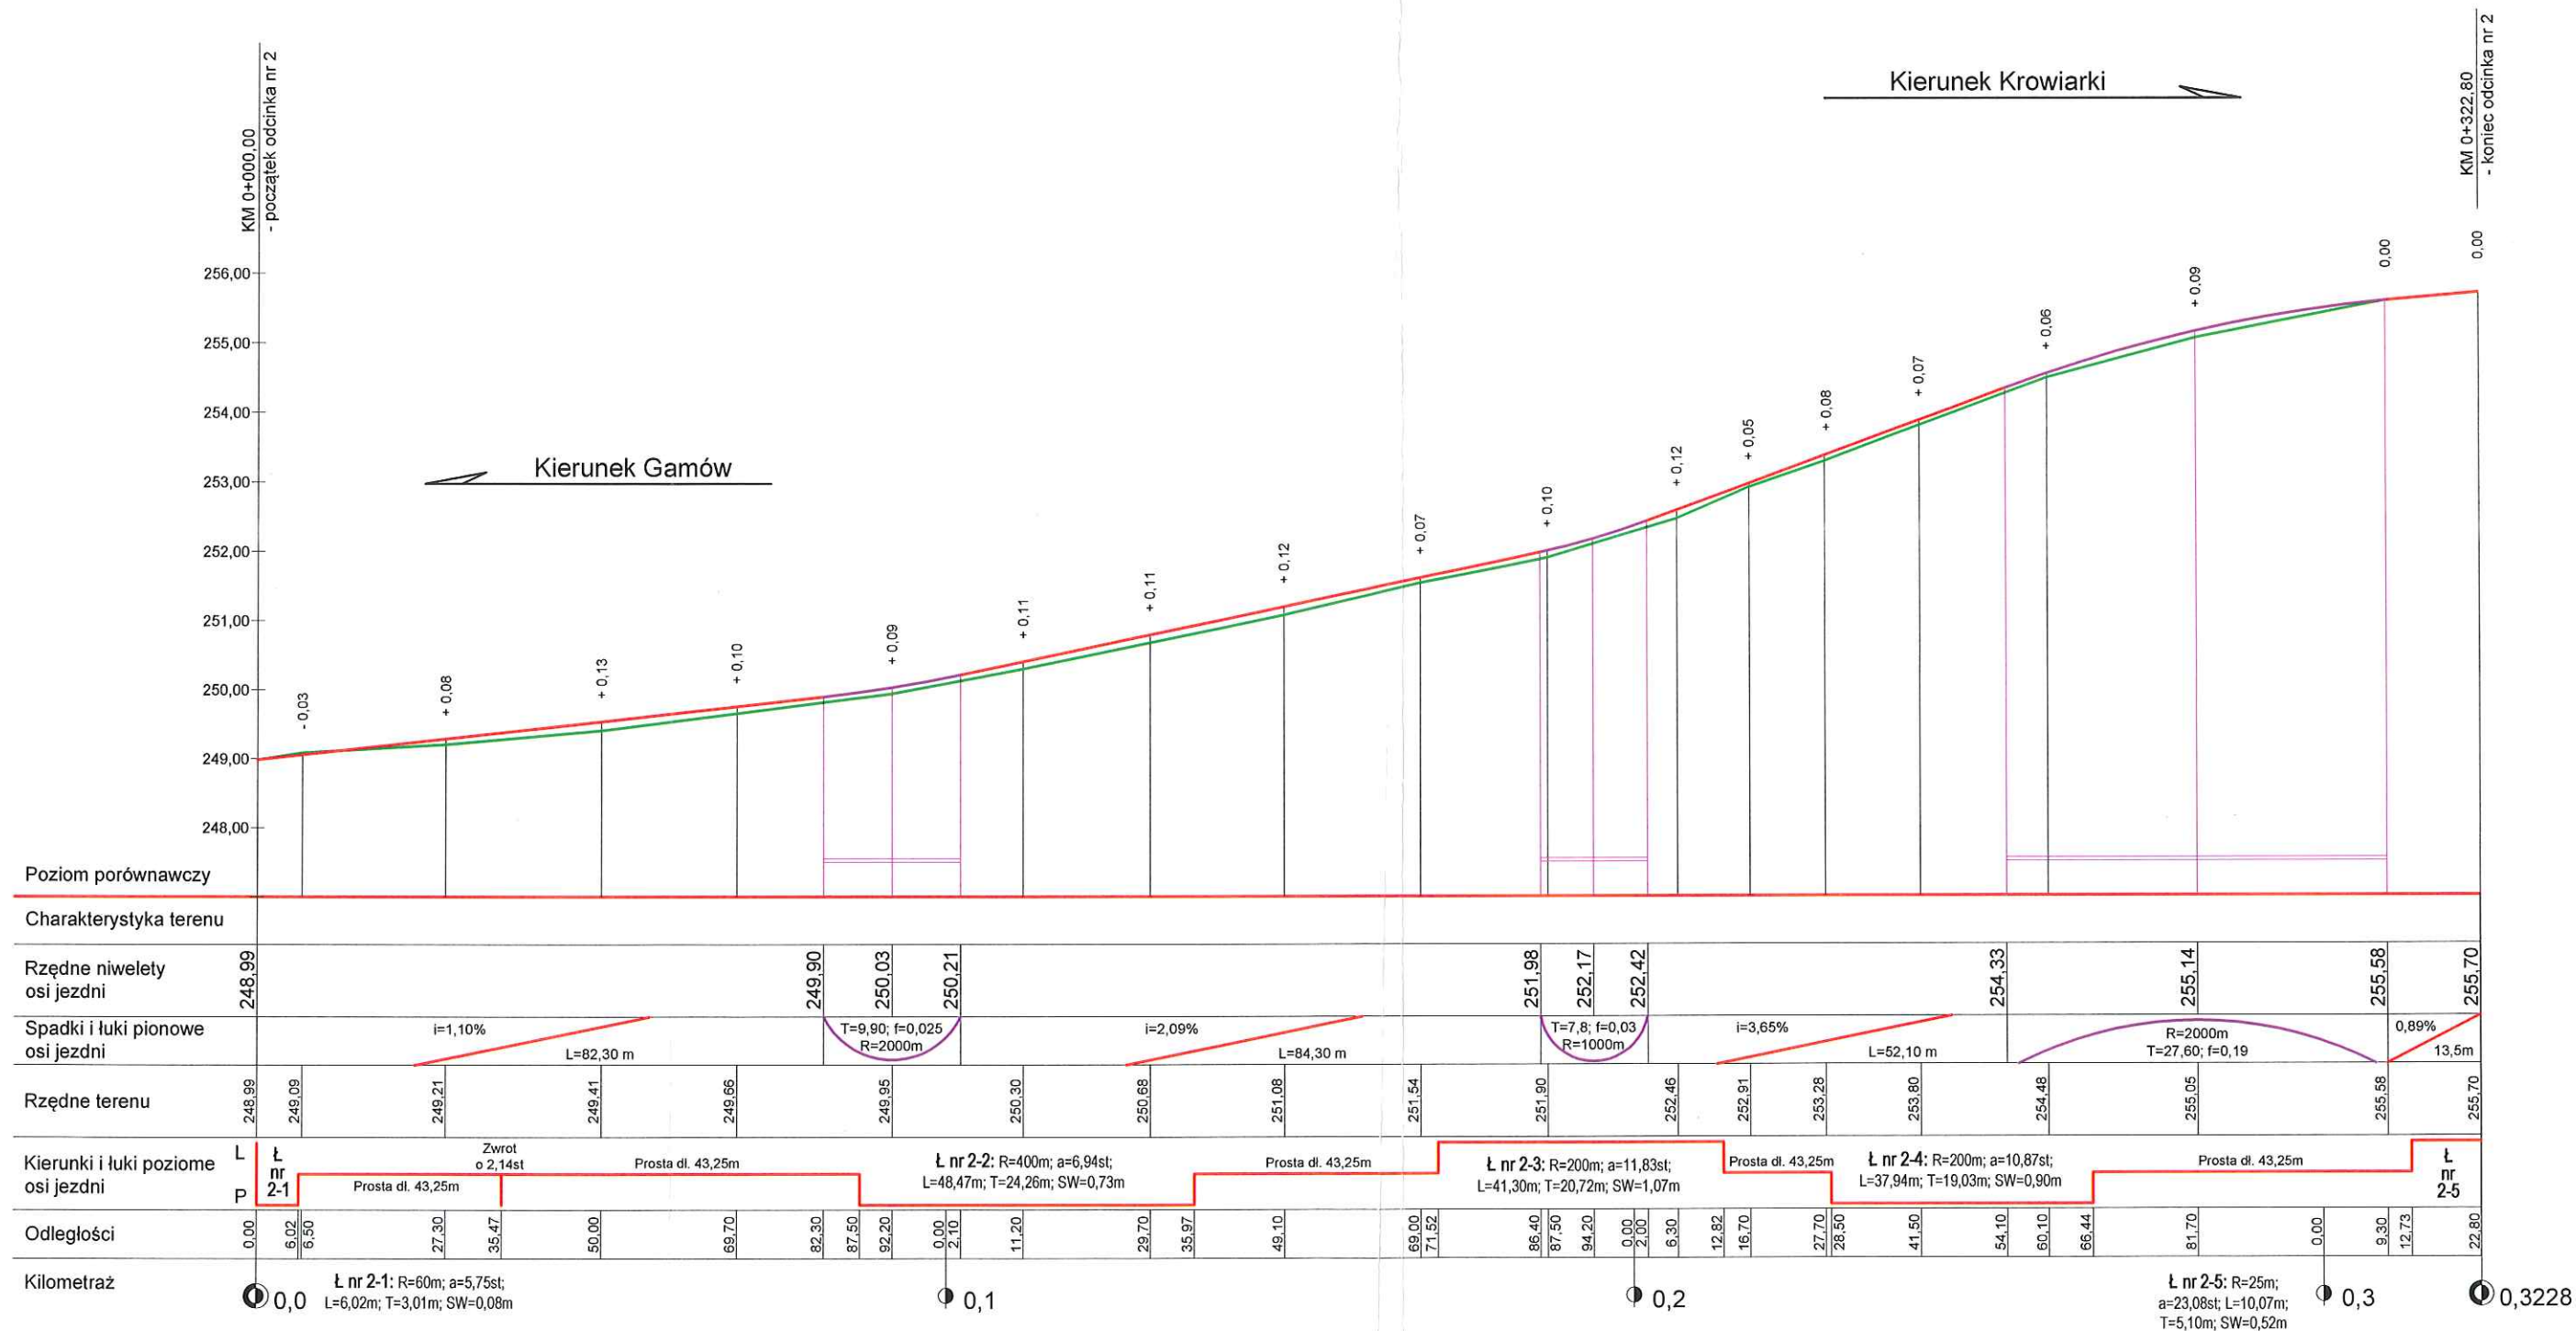 KM 0+000,00
- początek odcinka nr 2
KM 0+322,80
- koniec odcinka nr 2
Kierunek Krowiarki
Kierunek Gamów
256,00
255,00
254,00
253,00
252,00
251,00
250,00
249,00
248,00
- 0,03
+ 0,08
+ 0,13
+ 0,10
+ 0,09
+ 0,11
+ 0,11
+ 0,12
+ 0,07
+ 0,10
+ 0,12
+ 0,05
+ 0,08
+ 0,07
+ 0,06
+ 0,09
0,00
0,00
Poziom porównawczy
Charakterystyka terenu
Rzędne niwelety
osi jezdni
248,99
249,90
250,03
250,21
251,98
252,17
252,42
254,33
255,14
255,58
255,70
Spadki i łuki pionowe
osi jezdni
i=1,10%
L=82,30 m
T=9,90; f=0,025
R=2000m
i=2,09%
L=84,30 m
T=7,8; f=0,03
R=1000m
i=3,65%
L=52,10 m
R=2000m
T=27,60; f=0,19
0,89%
13,5m
Rzędne terenu
248,99
249,09
249,21
249,41
249,66
249,95
250,30
250,68
251,08
251,54
251,90
252,46
252,91
253,28
253,80
254,48
255,05
255,58
255,70
Kierunki i łuki poziome
osi jezdni
L
P
Ł
nr
2-1
Prosta dł. 43,25m
Zwrot
o 2,14st
Prosta dł. 43,25m
Ł nr 2-2: R=400m; a=6,94st;
L=48,47m; T=24,26m; SW=0,73m
Prosta dł. 43,25m
Ł nr 2-3: R=200m; a=11,83st;
L=41,30m; T=20,72m; SW=1,07m
Prosta dł. 43,25m
Ł nr 2-4: R=200m; a=10,87st;
L=37,94m; T=19,03m; SW=0,90m
Prosta dł. 43,25m
Ł
nr
2-5
Odległości
0,00
6,02
6,50
27,30
35,47
50,00
69,70
82,30
87,50
92,20
0,00
2,10
11,20
29,70
35,97
49,10
69,00
71,52
86,40
87,50
94,20
0,00
2,00
6,30
12,82
16,70
27,70
28,50
41,50
54,10
60,10
66,44
81,70
0,00
9,30
12,73
22,80
Kilometraż
0,0
Ł nr 2-1: R=60m; a=5,75st;
L=6,02m; T=3,01m; SW=0,08m
0,1
0,2
Ł nr 2-5: R=25m;
a=23,08st; L=10,07m;
T=5,10m; SW=0,52m
0,3
0,3228